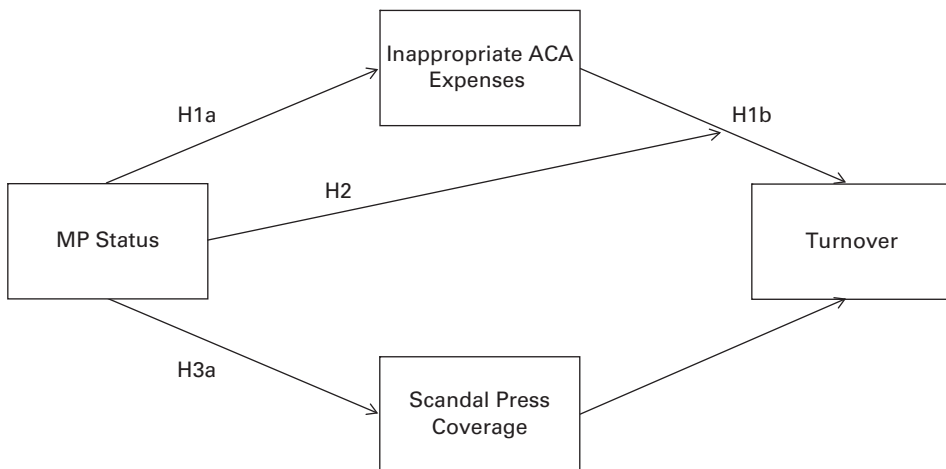 Inappropriate ACA
Expenses
H1a
H1b
H2
MP Status
Turnover
H3a
Scandal Press
Coverage